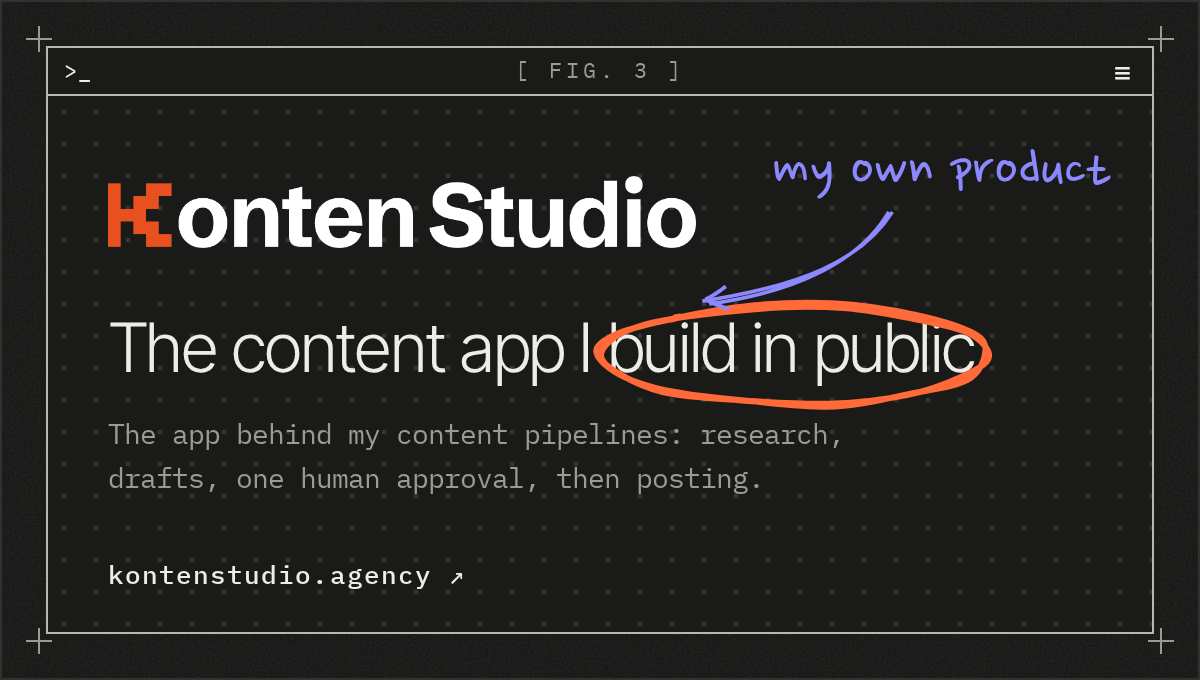 >_
[ FIG. 3 ]
my own product
Konten Studio
The content app I build in public
The app behind my content pipelines: research,
drafts, one human approval, then posting.
kontenstudio.agency ↗